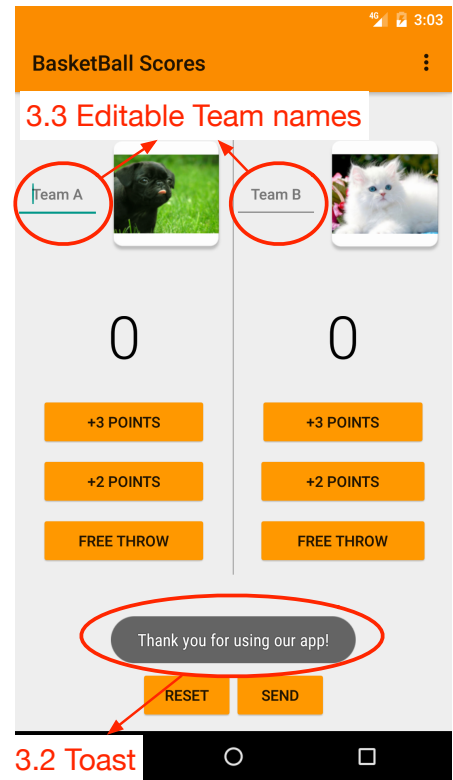 4G 3:03
BasketBall Scores
3.3 Editable Team names
Team A
Team B
0
0
+3 POINTS
+3 POINTS
+2 POINTS
+2 POINTS
FREE THROW
FREE THROW
Thank you for using our app!
RESET
SEND
3.2 Toast